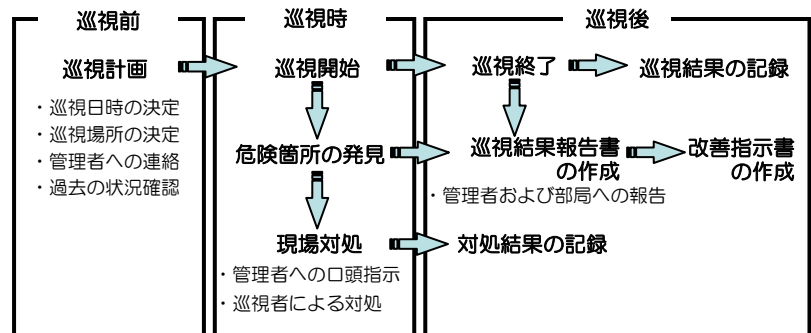 巡視前
巡視計画
・巡視日時の決定
・巡視場所の決定
・管理者への連絡
・過去の状況確認
巡視時
巡視開始
危険箇所の発見
現場対処
・管理者への口頭指示
・巡視者による対処
巡視後
巡視終了
巡視結果の記録
巡視結果報告書
の作成
・管理者および部局への報告
改善指示書
の作成
対処結果の記録